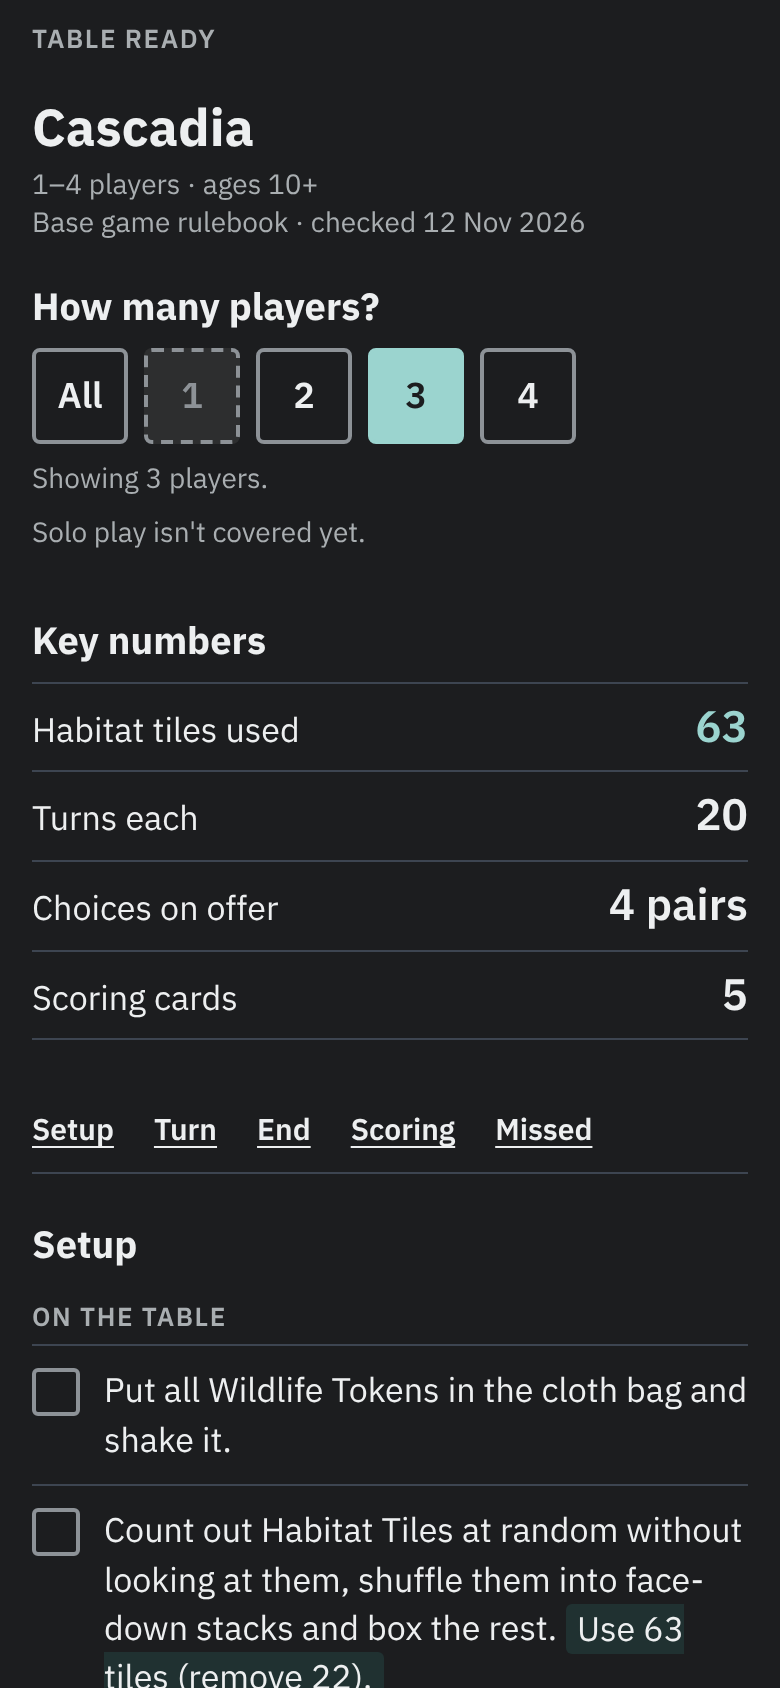 TABLE READY
Cascadia
1–4 players · ages 10+
Base game rulebook · checked 12 Nov 2026
How many players?
All 1 2 3 4
Showing 3 players.
Solo play isn't covered yet.
Key numbers
Habitat tiles used 63
Turns each 20
Choices on offer 4 pairs
Scoring cards 5
Setup Turn End Scoring Missed
Setup
ON THE TABLE
Put all Wildlife Tokens in the cloth bag and
shake it.
Count out Habitat Tiles at random without
looking at them, shuffle them into face-
down stacks and box the rest. Use 63
tiles (remove 22).